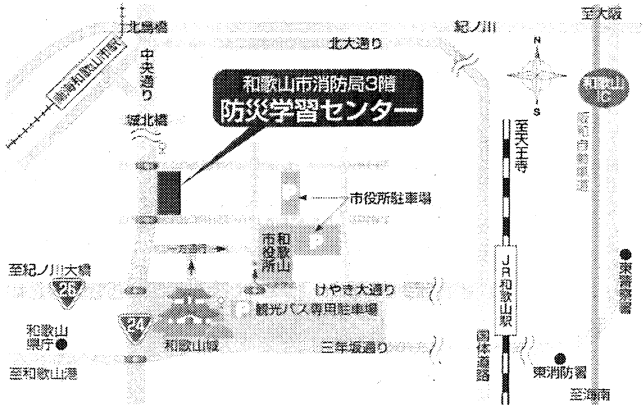 北島橋
紀ノ川
至大阪
北大通り
南海和歌山市駅
中央通り
和歌山市消防局3階
防災学習センター
N
S
和歌山
IC
城北橋
至天王寺
阪和自動車道
市役所駐車場
P
P
一方通行
和歌山
市役所
至紀ノ川大橋
26
けやき大通り
JR和歌山駅
東警察署
24
P
観光バス専用駐車場
和歌山
県庁
和歌山城
三年坂通り
国体道路
至和歌山港
東消防署
至海南